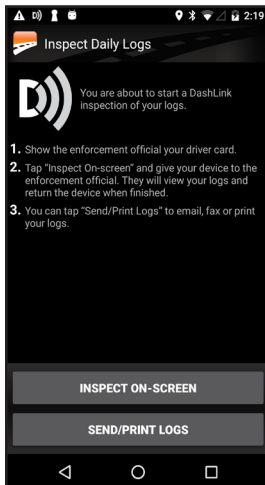 2:19
Inspect Daily Logs
You are about to start a DashLink
inspection of your logs.
1. Show the enforcement official your driver card.
2. Tap "Inspect On-screen" and give your device to the
enforcement official. They will view your logs and
return the device when finished.
3. You can tap "Send/Print Logs" to email, fax or print
your logs.
INSPECT ON-SCREEN
SEND/PRINT LOGS